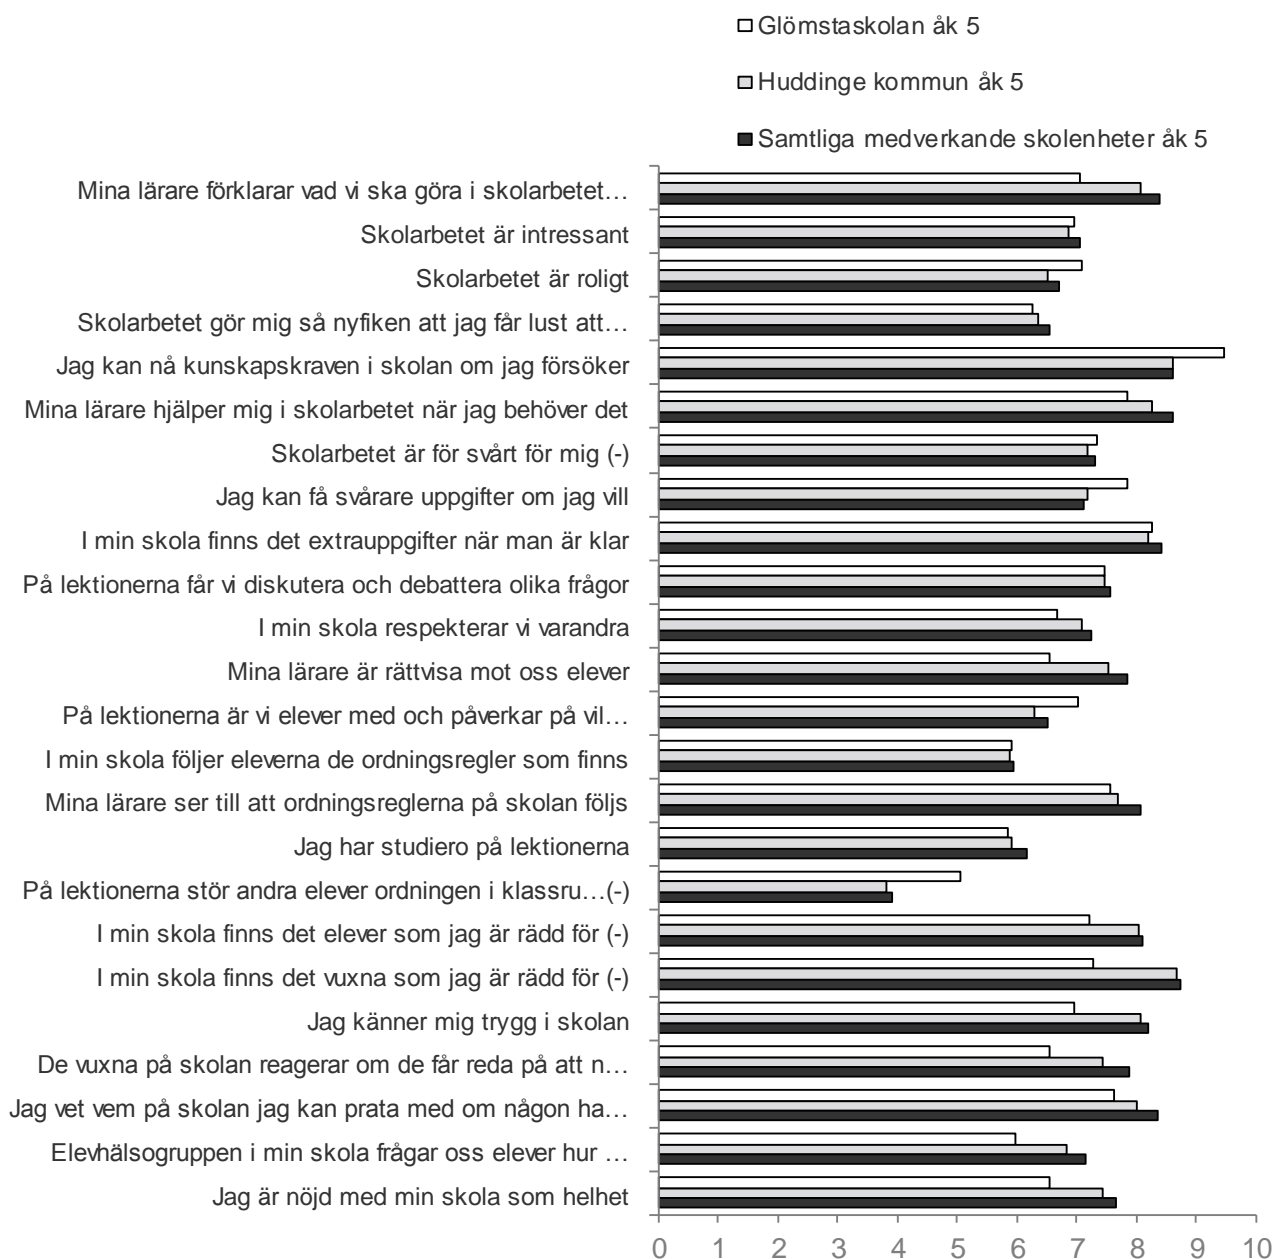 Glömstaskolan åk 5
Huddinge kommun åk 5
Samtliga medverkande skolenheter åk 5
Mina lärare förklarar vad vi ska göra i skolarbetet…
Skolarbetet är intressant
Skolarbetet är roligt
Skolarbetet gör mig så nyfiken att jag får lust att…
Jag kan nå kunskapskraven i skolan om jag försöker
Mina lärare hjälper mig i skolarbetet när jag behöver det
Skolarbetet är för svårt för mig (-)
Jag kan få svårare uppgifter om jag vill
I min skola finns det extrauppgifter när man är klar
På lektionerna får vi diskutera och debattera olika frågor
I min skola respekterar vi varandra
Mina lärare är rättvisa mot oss elever
På lektionerna är vi elever med och påverkar på vil…
I min skola följer eleverna de ordningsregler som finns
Mina lärare ser till att ordningsreglerna på skolan följs
Jag har studiero på lektionerna
På lektionerna stör andra elever ordningen i klassru…(-)
I min skola finns det elever som jag är rädd för (-)
I min skola finns det vuxna som jag är rädd för (-)
Jag känner mig trygg i skolan
De vuxna på skolan reagerar om de får reda på att n…
Jag vet vem på skolan jag kan prata med om någon ha…
Elevhälsogruppen i min skola frågar oss elever hur …
Jag är nöjd med min skola som helhet
0 1 2 3 4 5 6 7 8 9 10